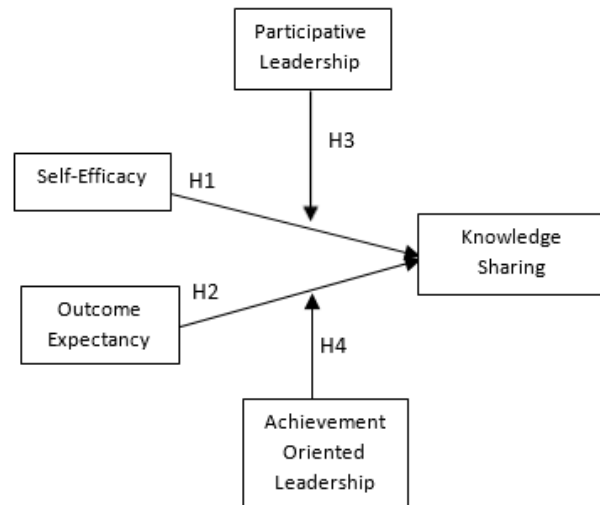 Participative
Leadership
H3
Self-Efficacy
H1
Knowledge
Sharing
H2
Outcome
Expectancy
H4
Achievement
Oriented
Leadership